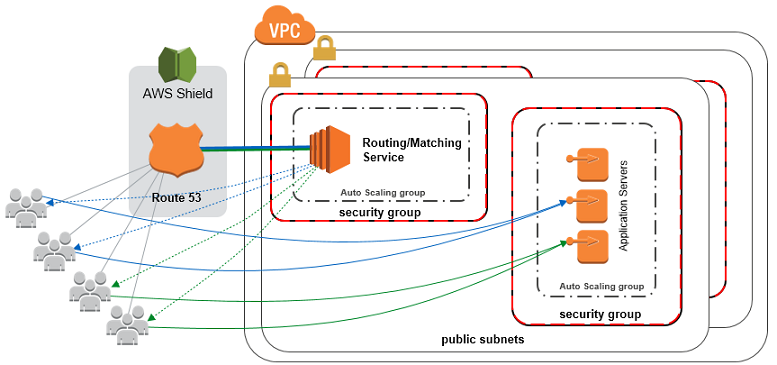 VPC
AWS Shield
Routing/Matching
Service
Route 53
Auto Scaling group
security group
Application Servers
Auto Scaling group
security group
public subnets